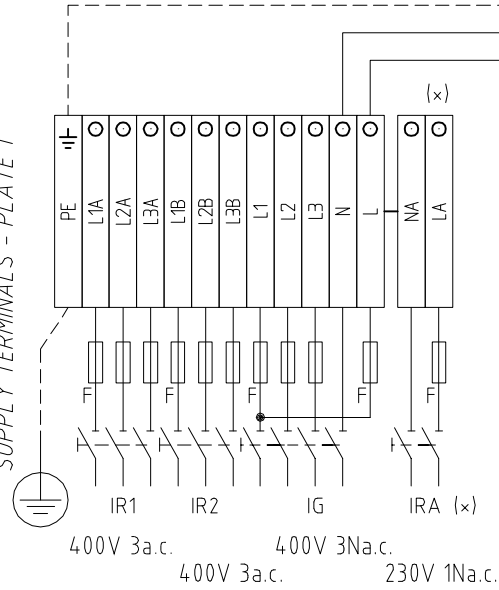 (x)
SUPPLY TERMINALS - PLATE 1
PE L1A L2A L3A L1B L2B L3B L1 L2 L3 N L NA LA
F F F F F
IR1 IR2 IG IRA (x)
400V 3a.c. 400V 3Na.c.
400V 3a.c. 230V 1Na.c.